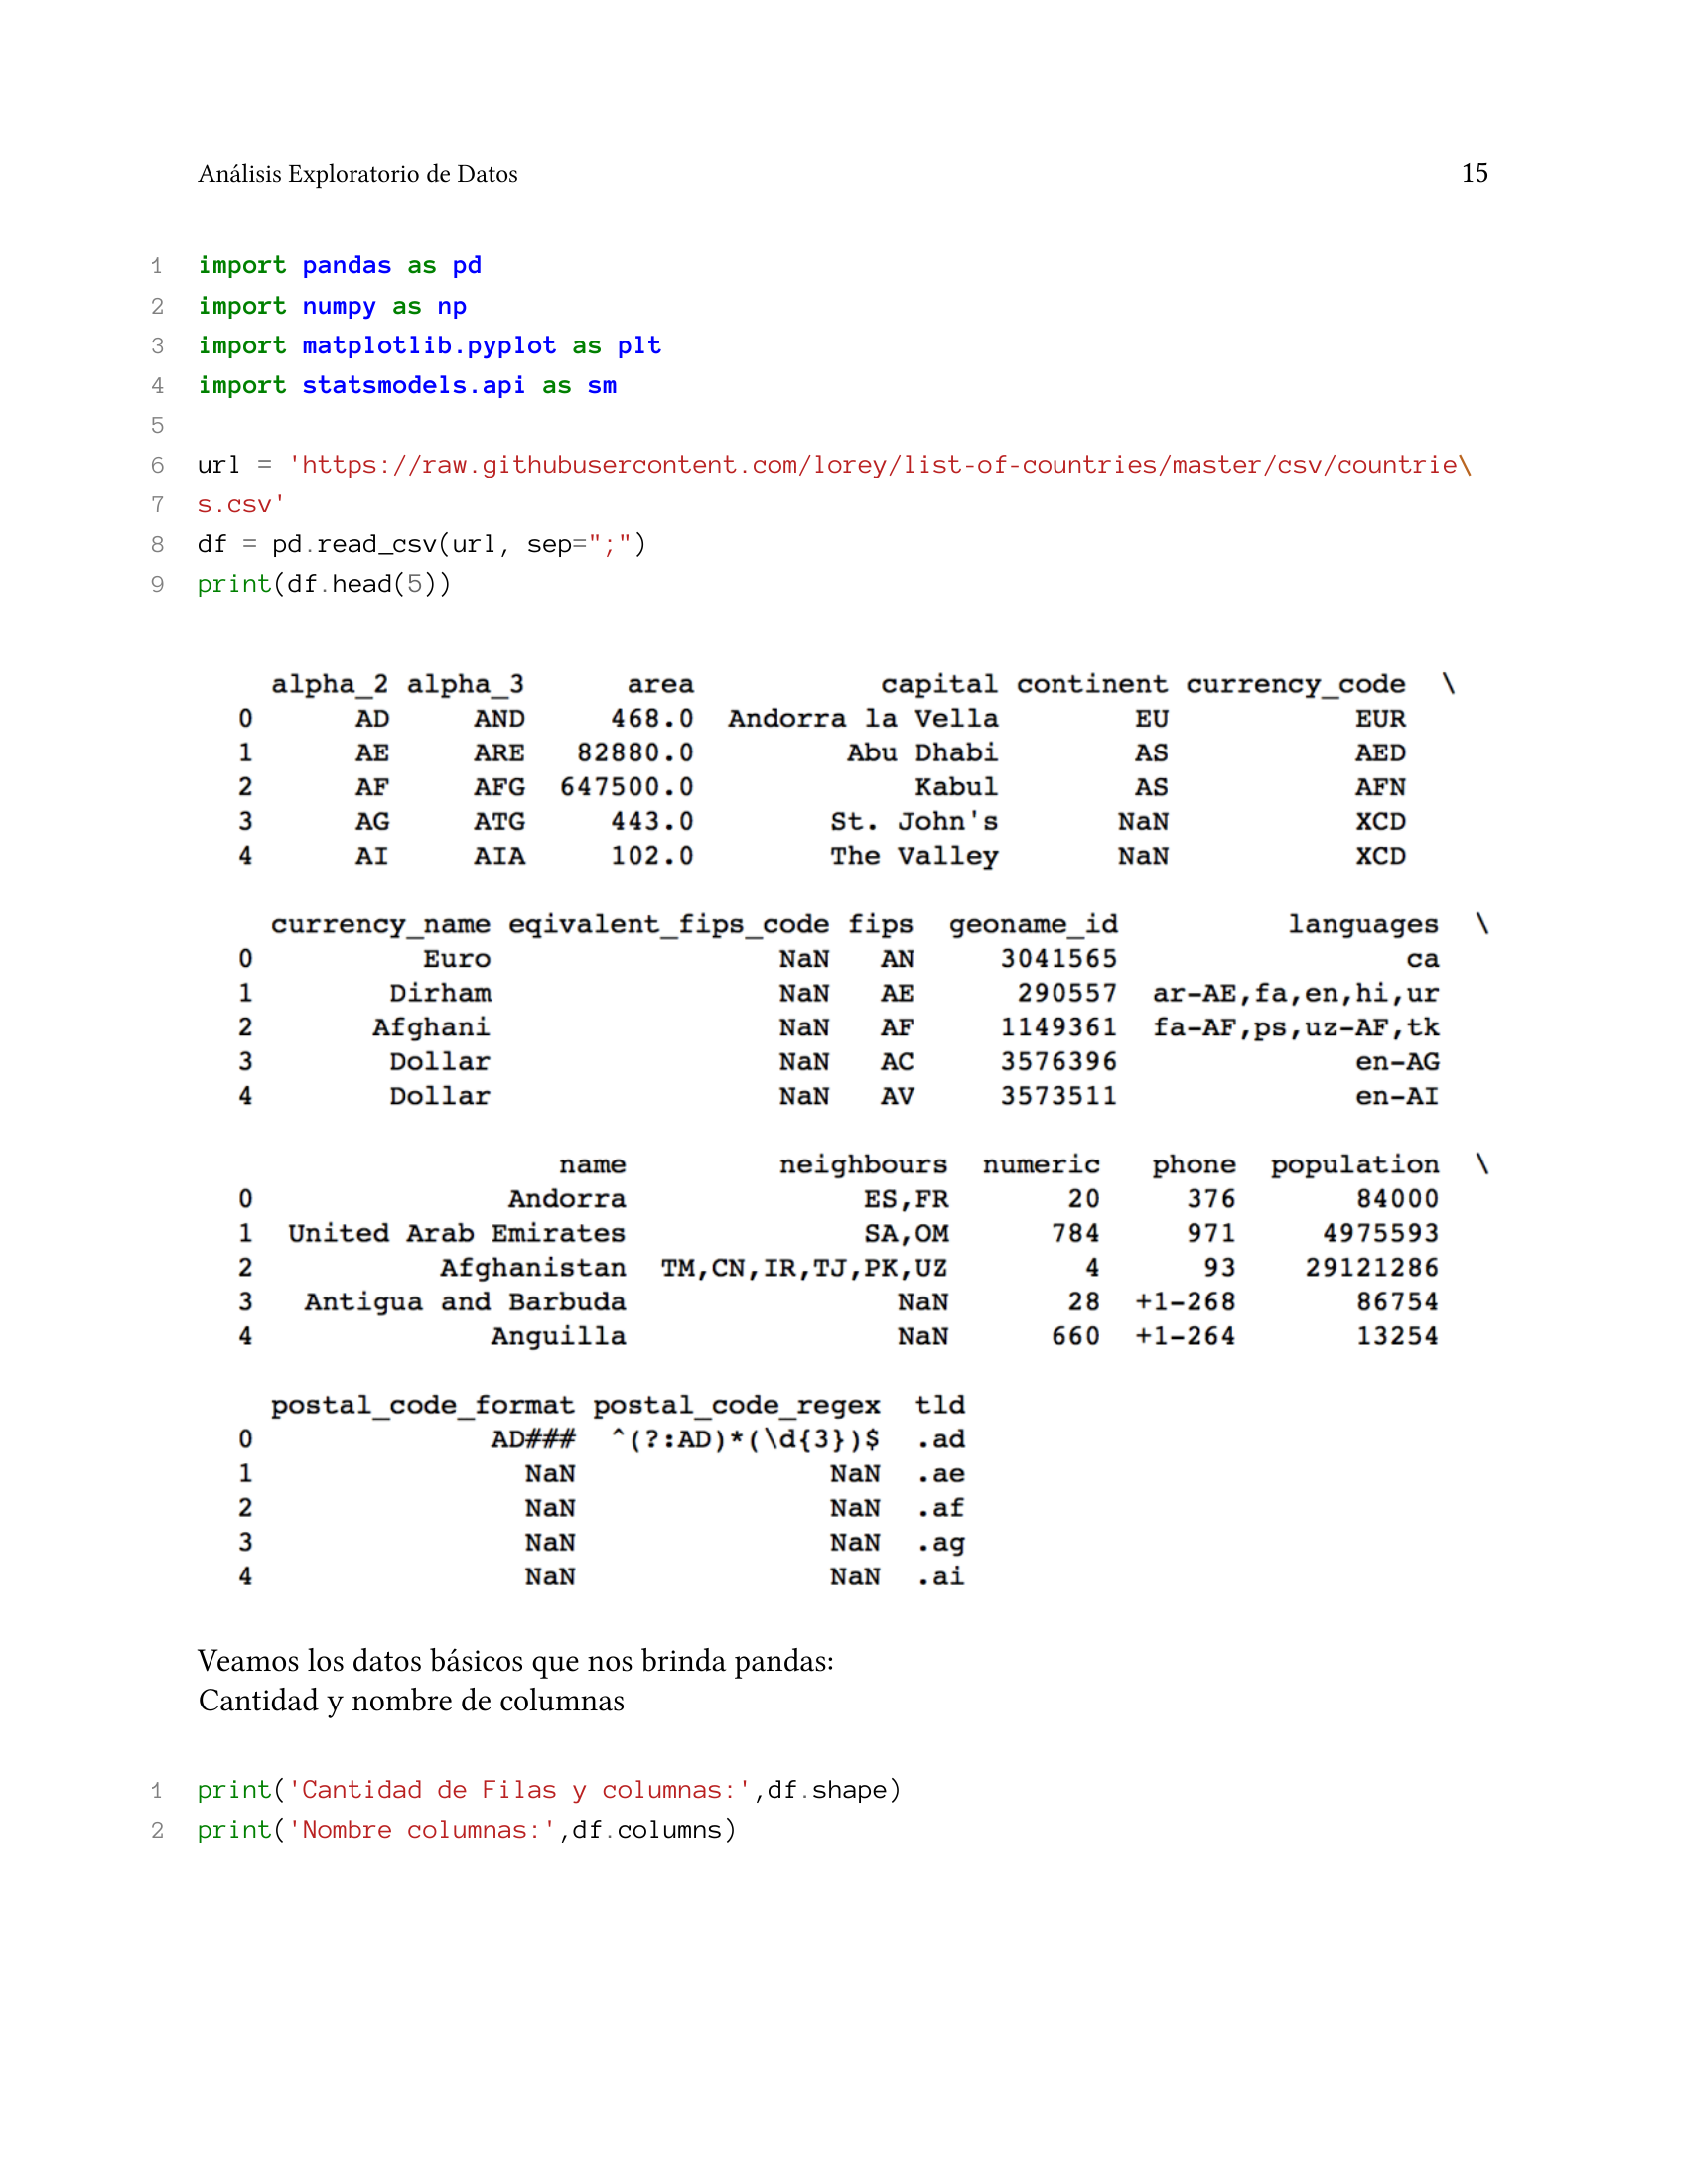 Análisis Exploratorio de Datos 15
1 import pandas as pd
2 import numpy as np
3 import matplotlib.pyplot as plt
4 import statsmodels.api as sm
5
6 url = 'https://raw.githubusercontent.com/lorey/list-of-countries/master/csv/countrie\
7 s.csv'
8 df = pd.read_csv(url, sep=";")
9 print(df.head(5))
alpha_2 alpha_3 area capital continent currency_code \
0 AD AND 468.0 Andorra la Vella EU EUR
1 AE ARE 82880.0 Abu Dhabi AS AED
2 AF AFG 647500.0 Kabul AS AFN
3 AG ATG 443.0 St. John's NaN XCD
4 AI AIA 102.0 The Valley NaN XCD
currency_name eqivalent_fips_code fips geoname_id languages \
0 Euro NaN AN 3041565 ca
1 Dirham NaN AE 290557 ar-AE,fa,en,hi,ur
2 Afghani NaN AF 1149361 fa-AF,ps,uz-AF,tk
3 Dollar NaN AC 3576396 en-AG
4 Dollar NaN AV 3573511 en-AI
name neighbours numeric phone population \
0 Andorra ES,FR 20 376 84000
1 United Arab Emirates SA,OM 784 971 4975593
2 Afghanistan TM,CN,IR,TJ,PK,UZ 4 93 29121286
3 Antigua and Barbuda NaN 28 +1-268 86754
4 Anguilla NaN 660 +1-264 13254
postal_code_format postal_code_regex tld
0 AD### ^(?:AD)*(\d{3})$ .ad
1 NaN NaN .ae
2 NaN NaN .af
3 NaN NaN .ag
4 NaN NaN .ai
Veamos los datos básicos que nos brinda pandas:
Cantidad y nombre de columnas
1 print('Cantidad de Filas y columnas:',df.shape)
2 print('Nombre columnas:',df.columns)